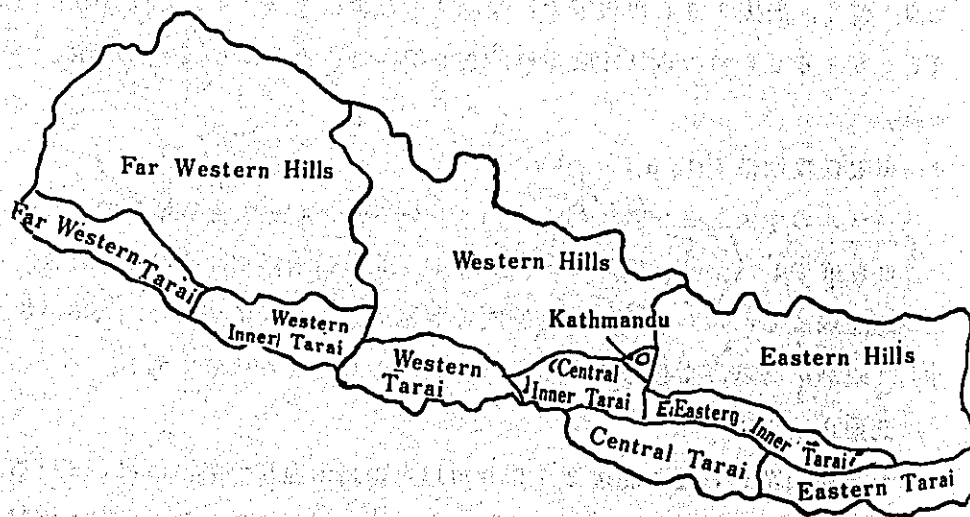 Far Western Hills
Far Western Tarai
Western Hills
Western
Inner Tarai
Kathmandu
Western
Tarai
Central
Inner Tarai
Eastern Hills
Eastern Inner Tarai
Central Tarai
Eastern Tarai